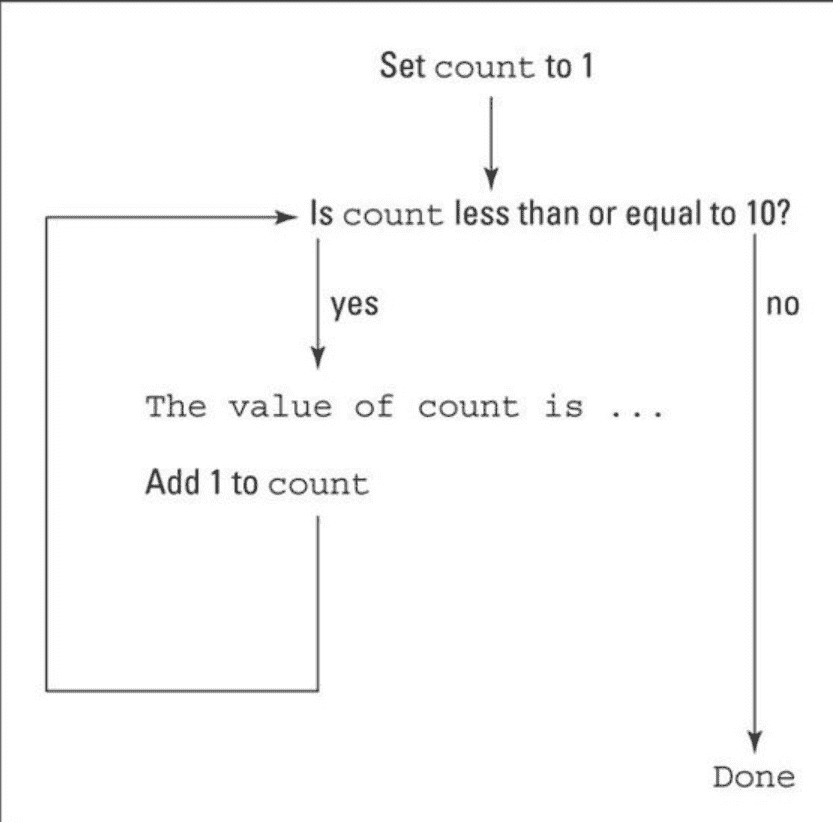 Set count to 1
Is count less than or equal to 10?
yes
no
The value of count is ...
Add 1 to count
Done